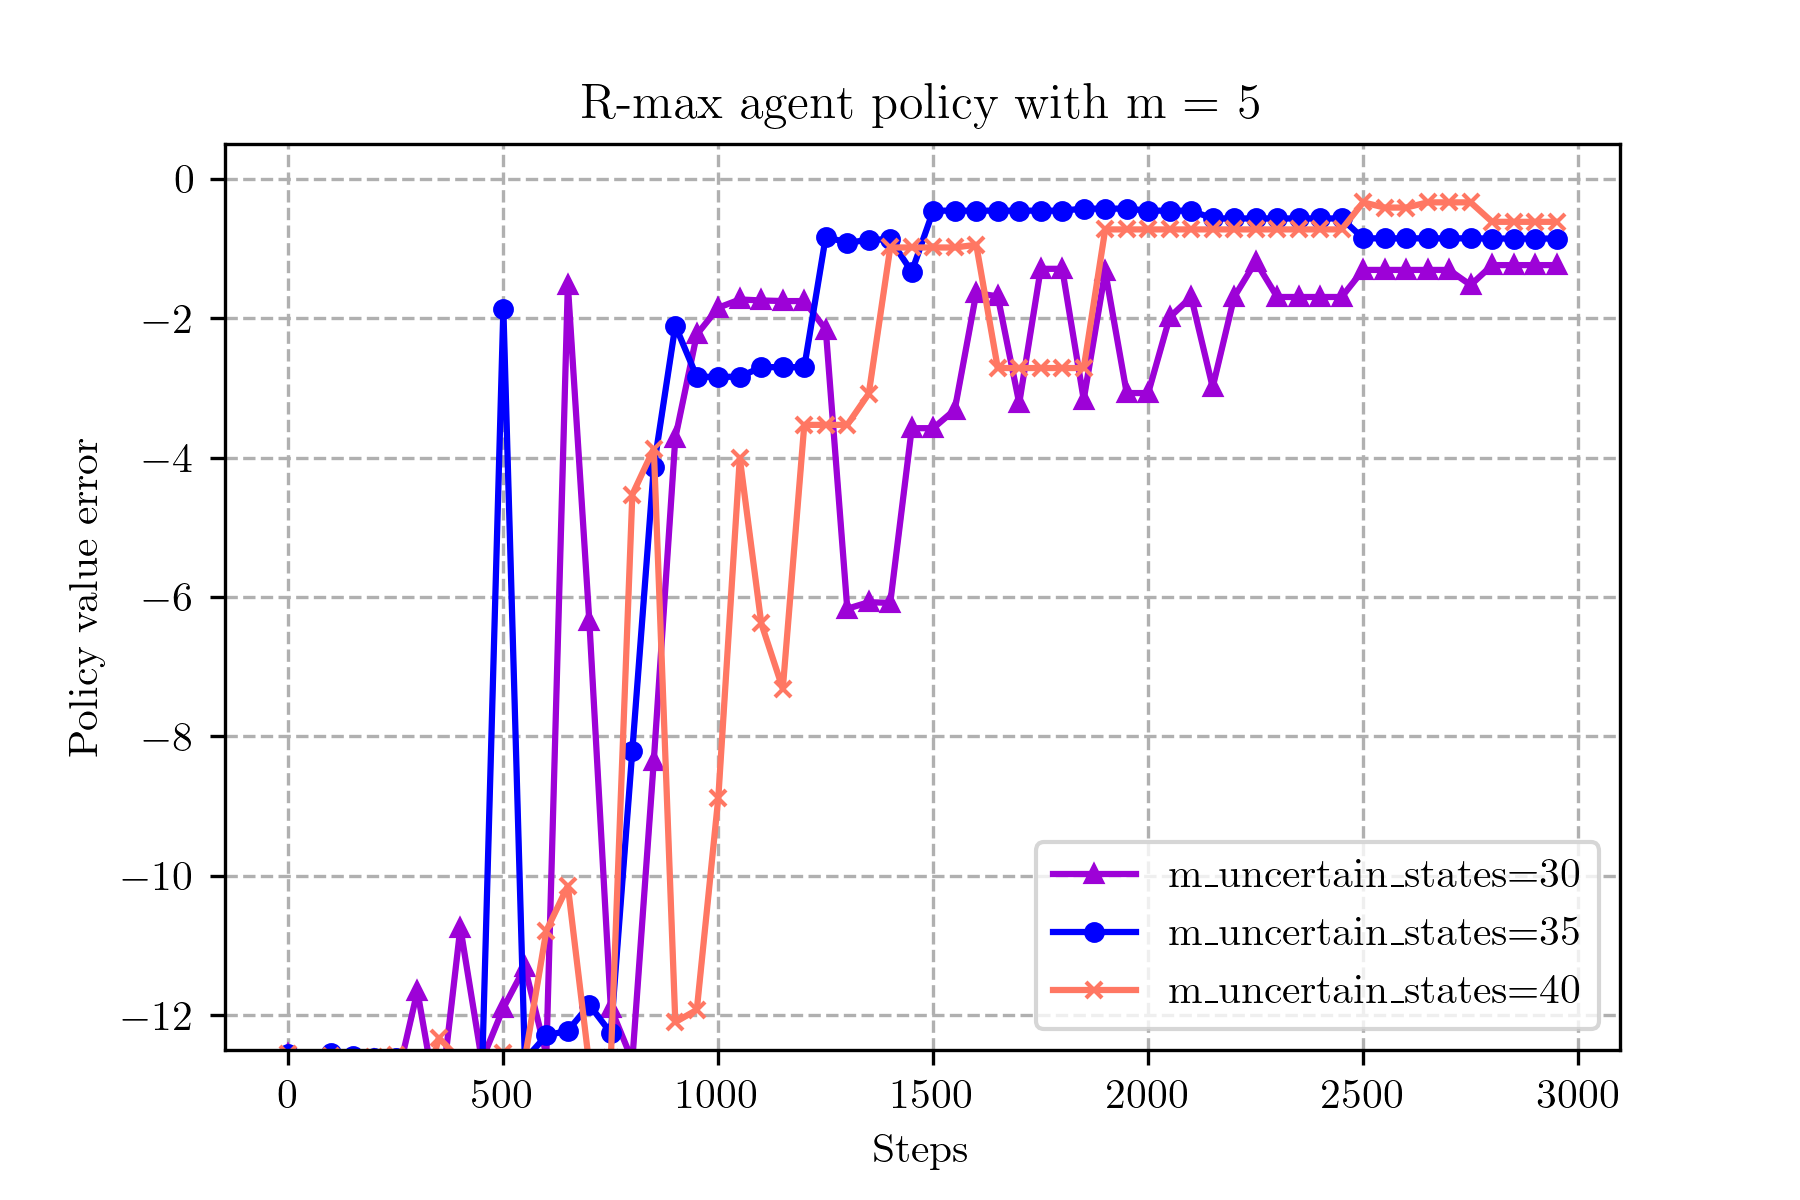 R-max agent policy with m = 5
Policy value error
0
−2
−4
−6
−8
−10
−12
0 500 1000 1500 2000 2500 3000
Steps
m_uncertain_states=30
m_uncertain_states=35
m_uncertain_states=40